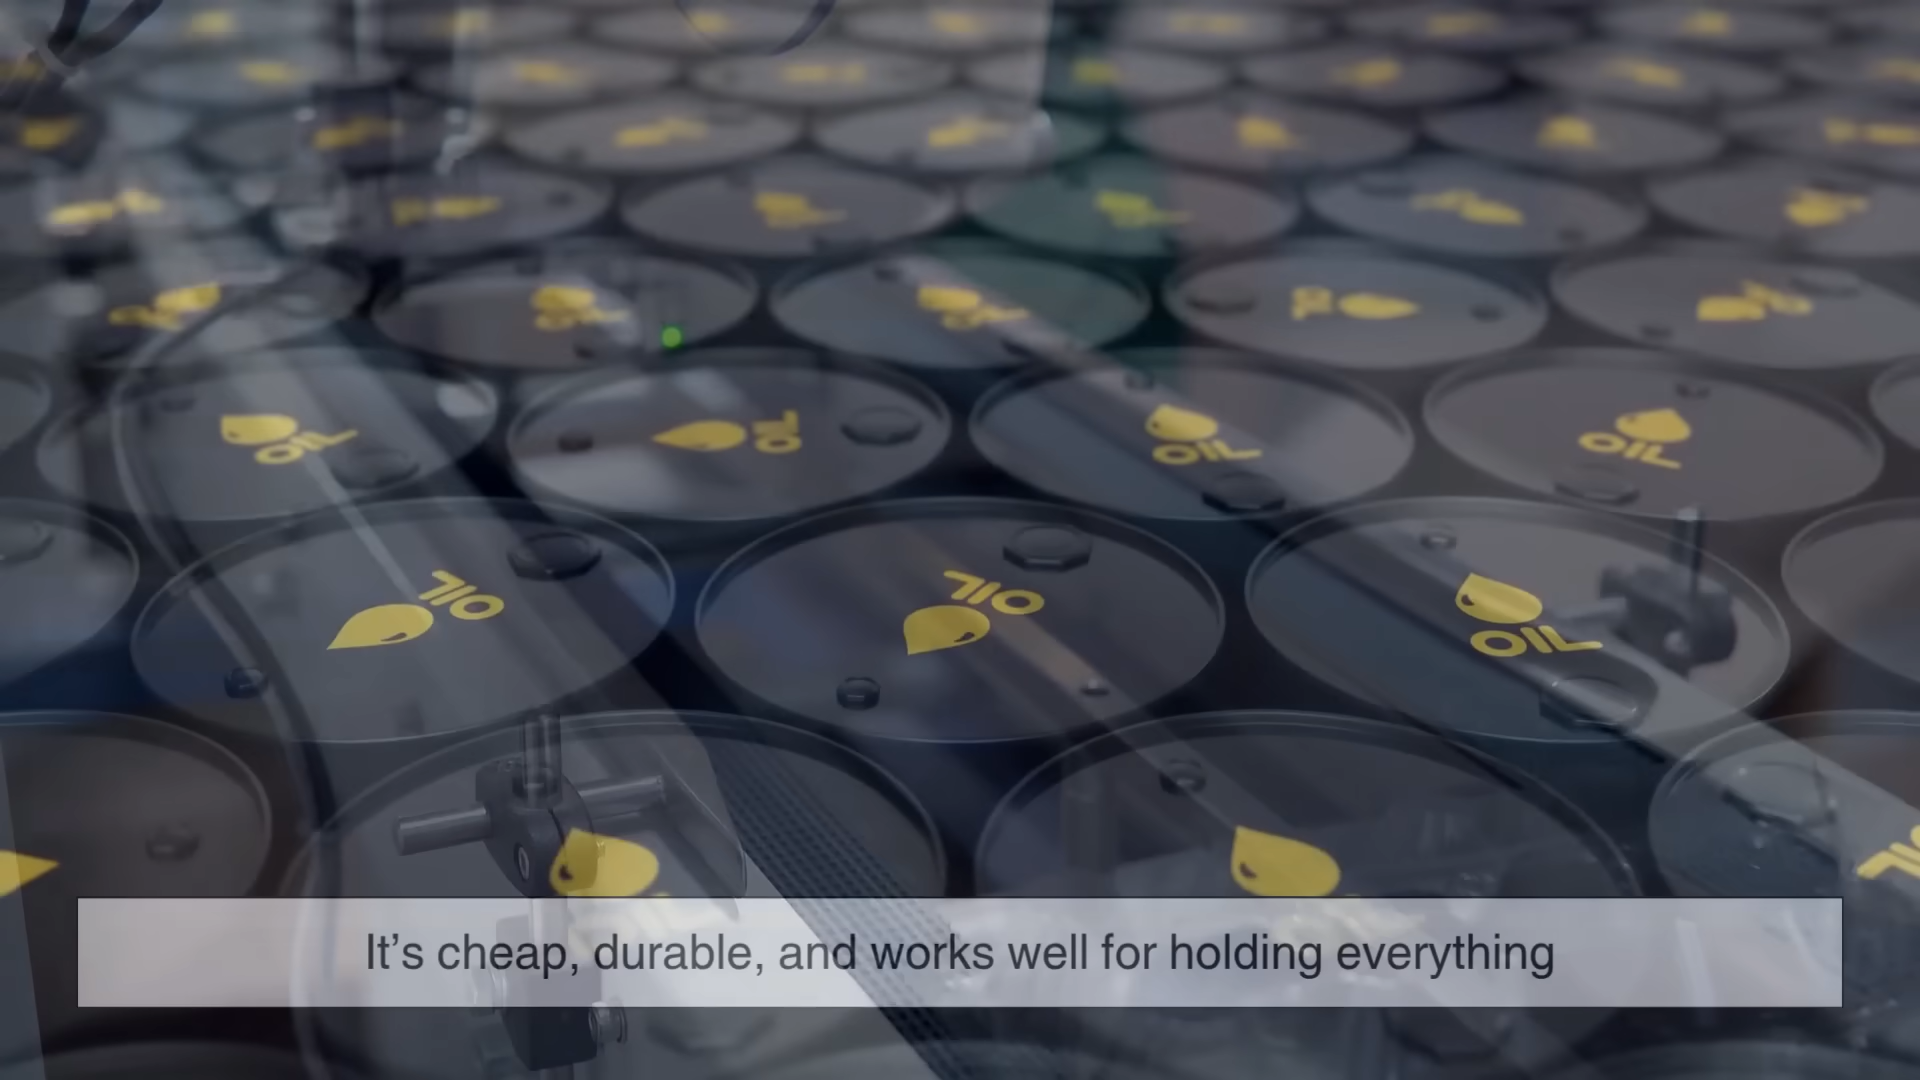 OIL
OIL
OIL
OIL
OIL
OIL
OIL
OIL
It’s cheap, durable, and works well for holding everything